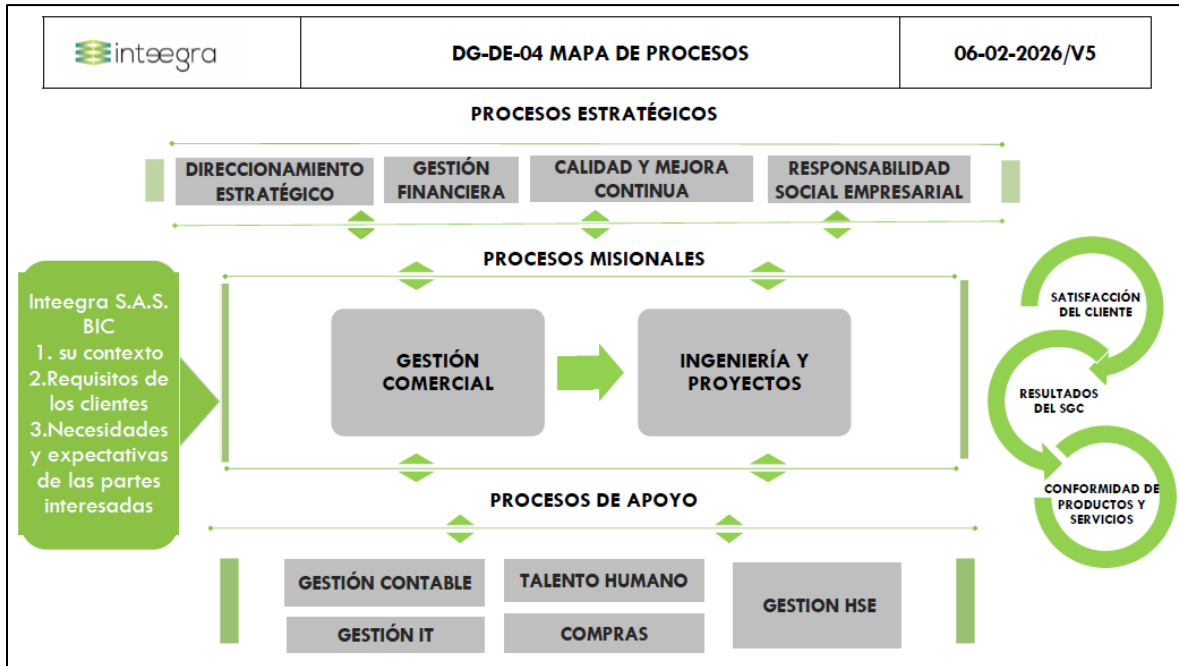 inteegra
DG-DE-04 MAPA DE PROCESOS
06-02-2026/V5
PROCESOS ESTRATÉGICOS
DIRECCIONAMIENTO
ESTRATÉGICO
GESTIÓN
FINANCIERA
CALIDAD Y MEJORA
CONTINUA
RESPONSABILIDAD
SOCIAL EMPRESARIAL
PROCESOS MISIONALES
Inteegra S.A.S.
BIC
1. su contexto
2.Requisitos de
los clientes
3.Necesidades
y expectativas
de las partes
interesadas
GESTIÓN
COMERCIAL
INGENIERÍA Y
PROYECTOS
SATISFACCIÓN
DEL CLIENTE
RESULTADOS
DEL SGC
CONFORMIDAD DE
PRODUCTOS Y
SERVICIOS
PROCESOS DE APOYO
GESTIÓN CONTABLE
TALENTO HUMANO
GESTION HSE
GESTIÓN IT
COMPRAS